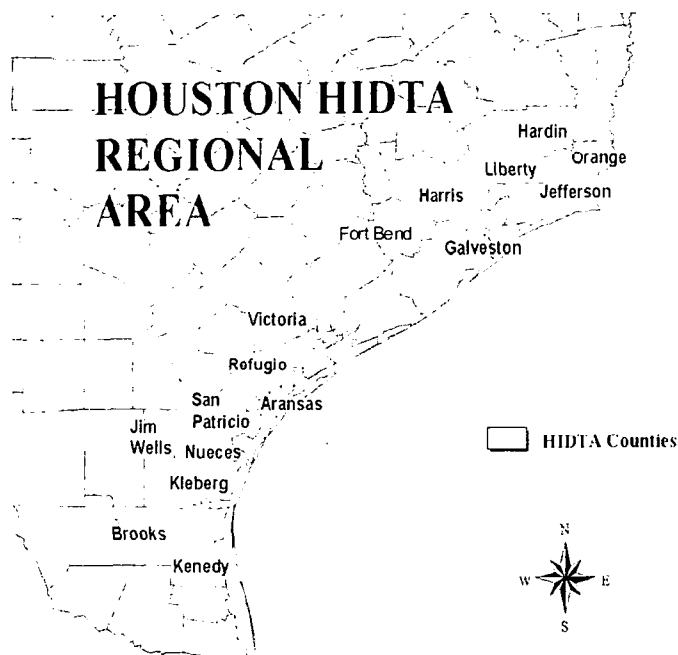 HOUSTON HIDTA
REGIONAL
AREA
Hardin
Orange
Liberty
Jefferson
Harris
Fort Bend
Galveston
Victoria
Refugio
San
Patricio
Aransas
Jim
Wells
Nueces
Kleberg
Brooks
Kenedy
HIDTA Counties
N
W
E
S